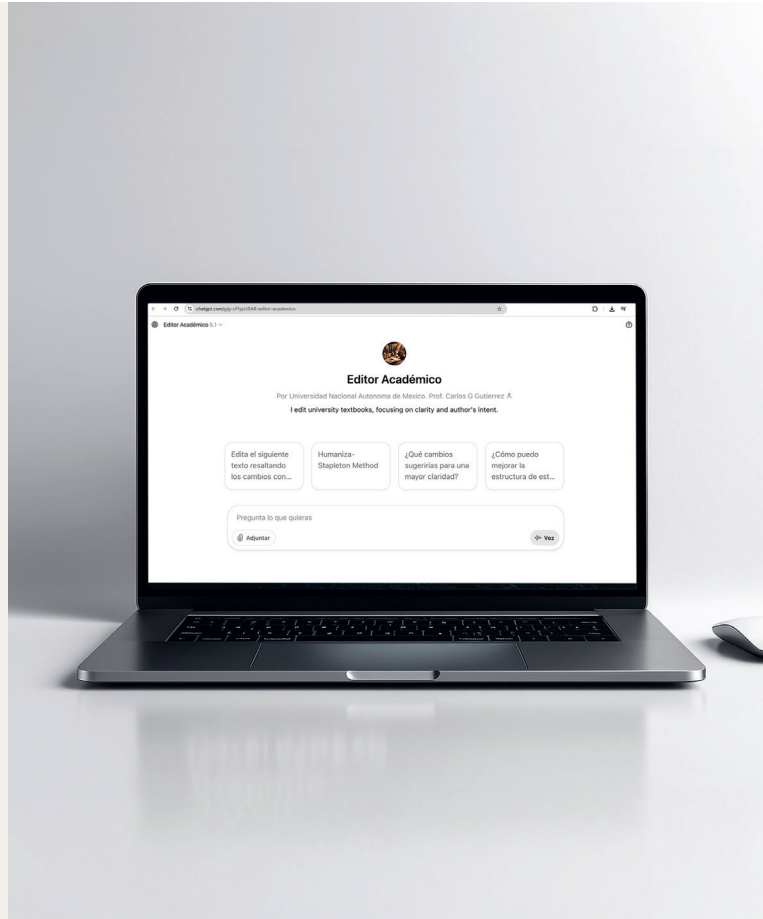 Editor Académico 5.1
Editor Académico
Por Universidad Nacional Autonoma de Mexico. Prof. Carlos G Gutierrez
I edit university textbooks, focusing on clarity and author's intent.
Edita el siguiente
texto resaltando
los cambios con...
Humaniza-
Stapleton Method
¿Qué cambios
sugerirías para una
mayor claridad?
¿Cómo puedo
mejorar la
estructura de est...
Pregunta lo que quieras
Adjuntar
Voz